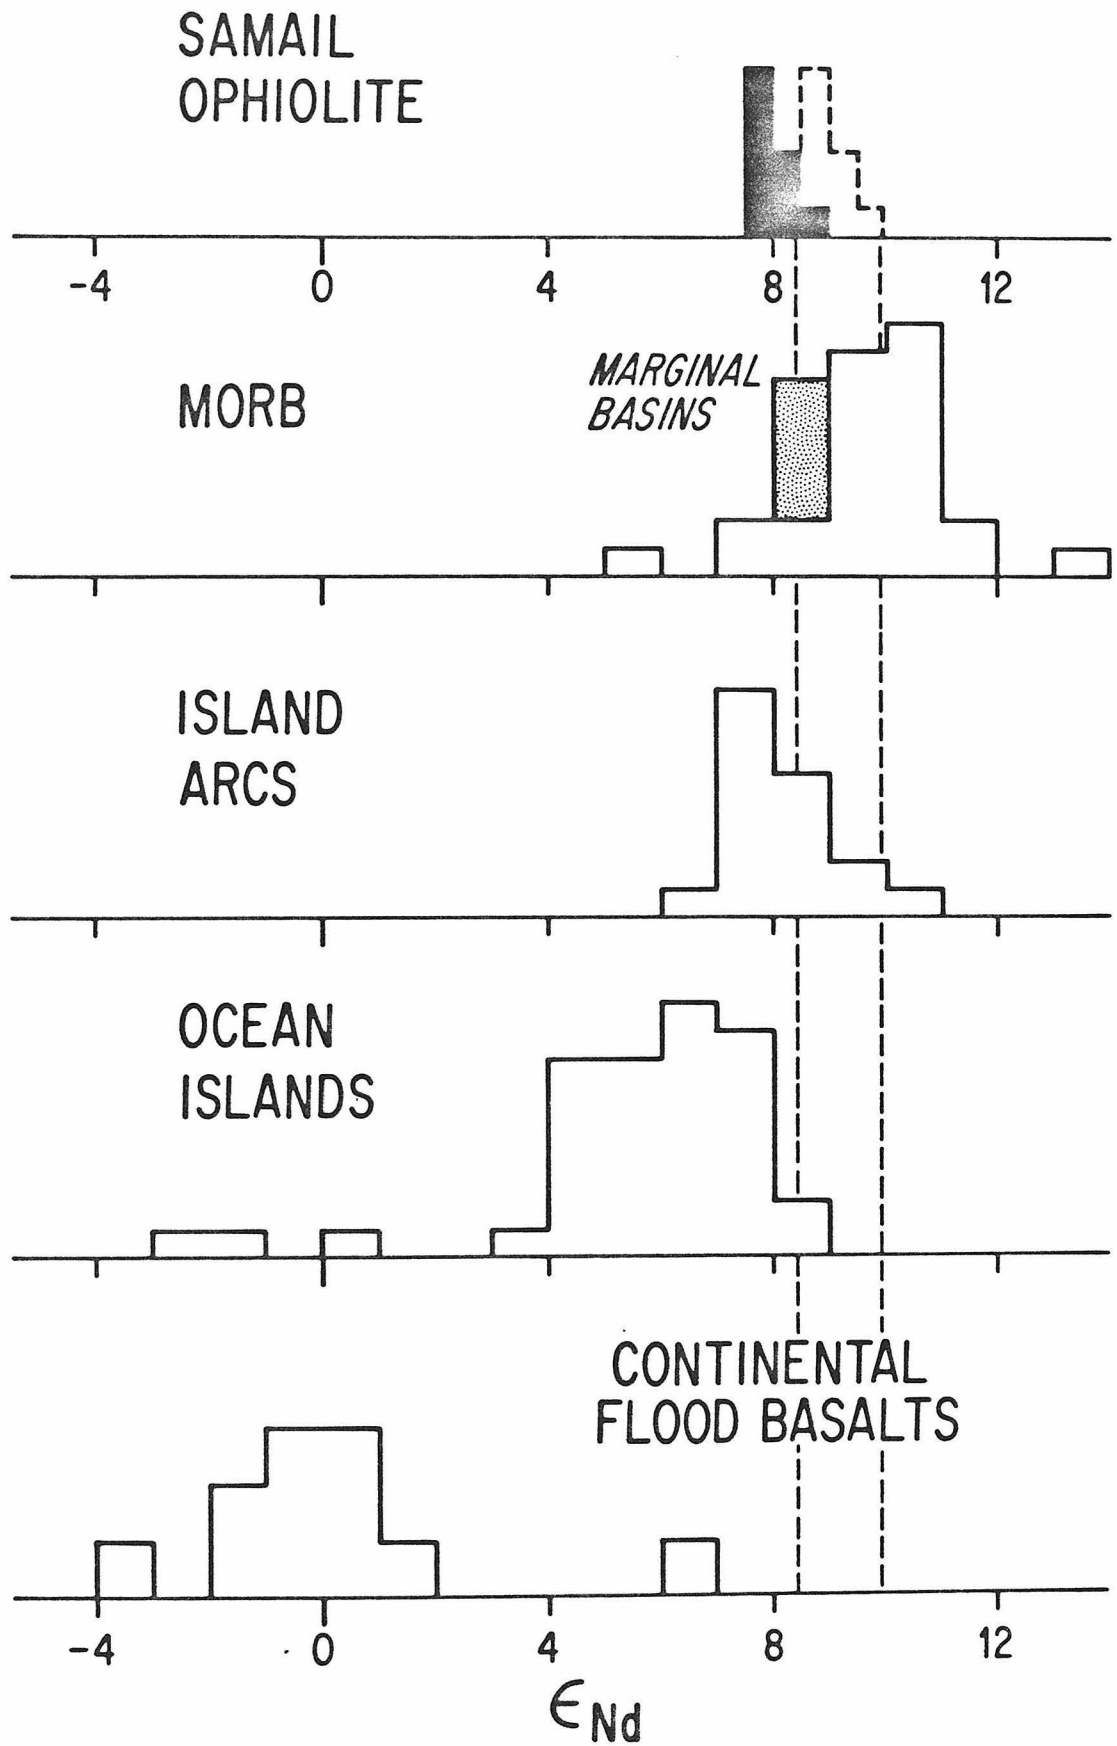 SAMAIL
OPHIOLITE
-4 0 4 8 12
MORB
MARGINAL
BASINS
ISLAND
ARCS
OCEAN
ISLANDS
CONTINENTAL
FLOOD BASALTS
-4 0 4 8 12
ϵNd